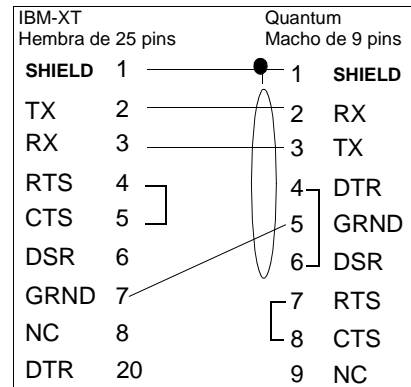 IBM-XT Quantum
Hembra de 25 pins Macho de 9 pins
SHIELD 1 1 SHIELD
TX 2 2 RX
RX 3 3 TX
RTS 4 4 DTR
CTS 5 5 GRND
DSR 6 6 DSR
GRND 7 7 RTS
NC 8 8 CTS
DTR 20 9 NC